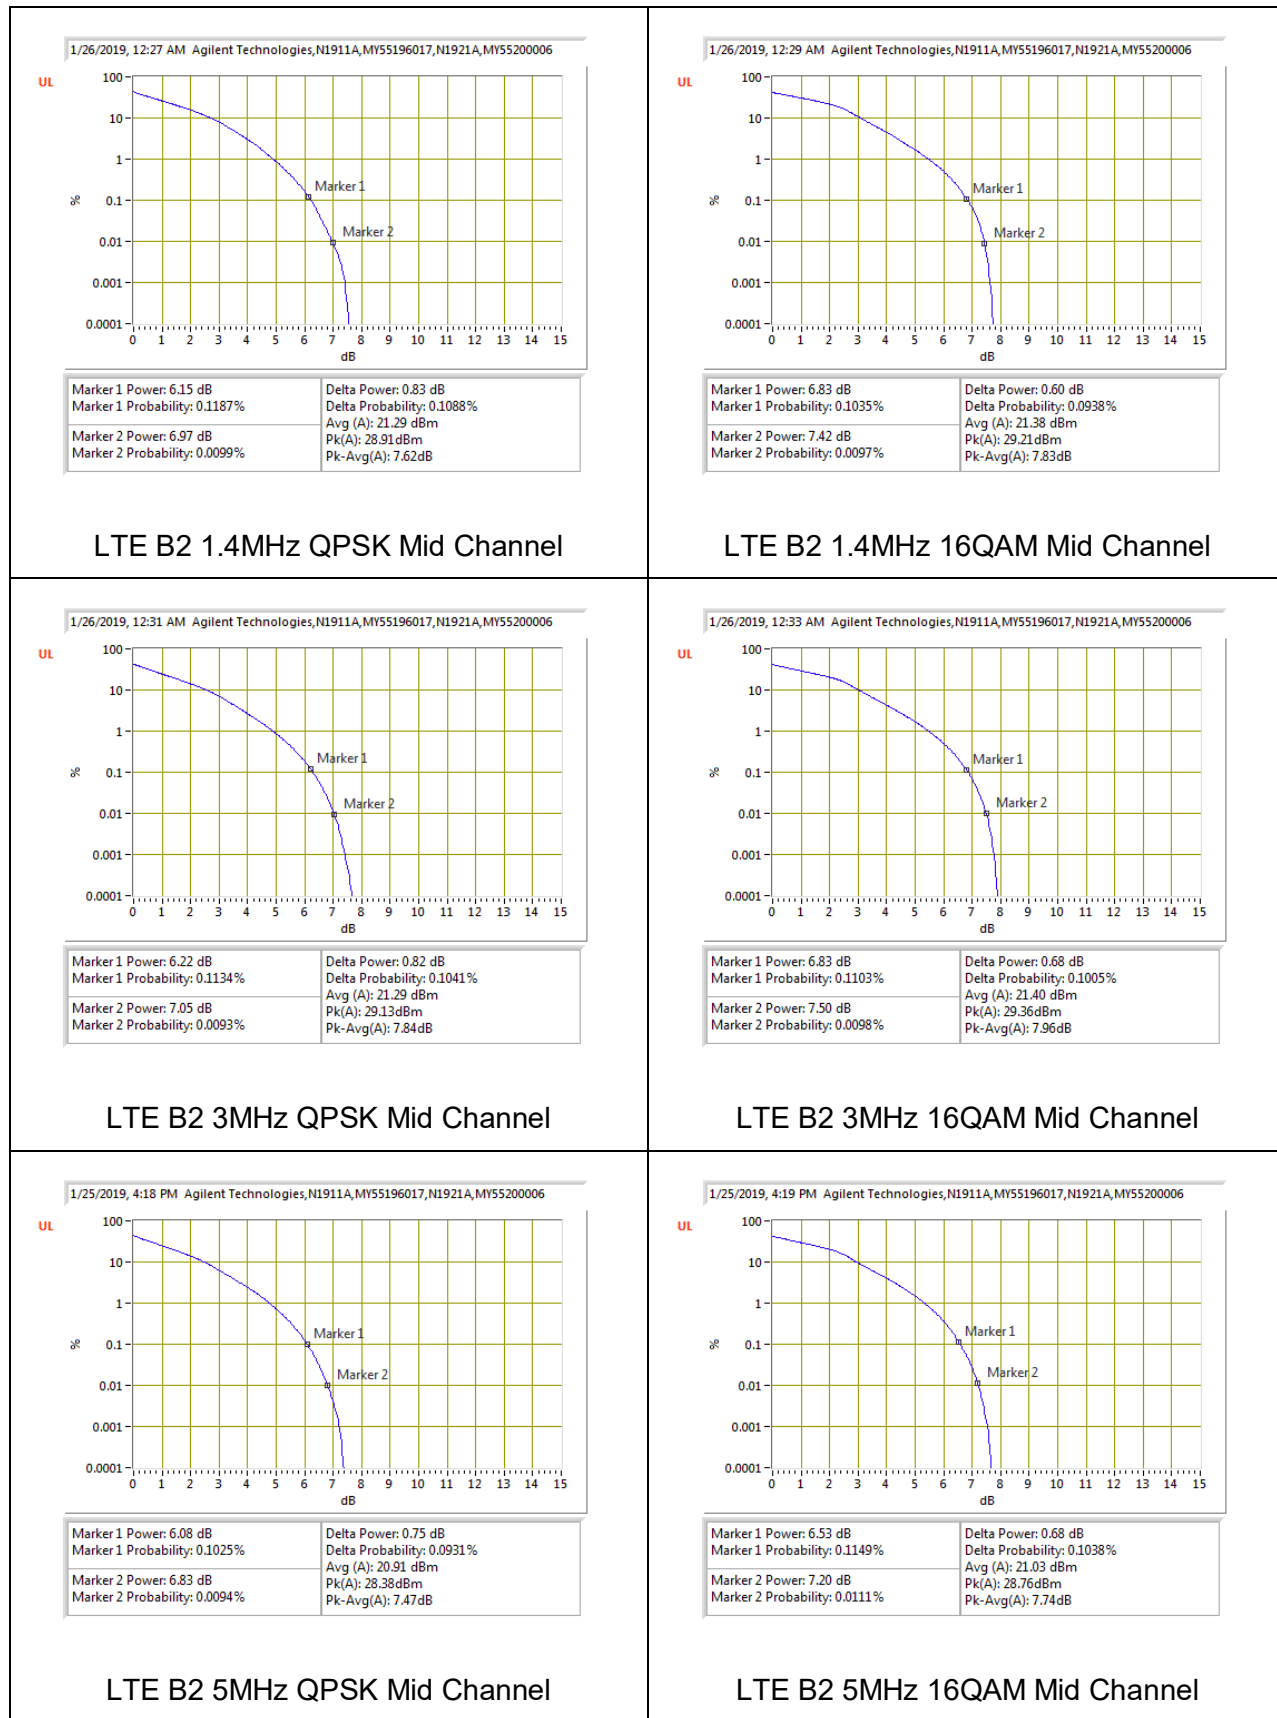 1/26/2019, 12:27 AM Agilent Technologies,N1911A,MY55196017,N1921A,MY55200006
UL
100
10
1
% 0.1
0.01
0.001
0.0001
Marker 1
Marker 2
0 1 2 3 4 5 6 7 8 9 10 11 12 13 14 15
dB
Marker 1 Power: 6.15 dB
Marker 1 Probability: 0.1187%
Marker 2 Power: 6.97 dB
Marker 2 Probability: 0.0099%
Delta Power: 0.83 dB
Delta Probability: 0.1088%
Avg (A): 21.29 dBm
Pk(A): 28.91dBm
Pk-Avg(A): 7.62dB
LTE B2 1.4MHz QPSK Mid Channel
1/26/2019, 12:29 AM Agilent Technologies,N1911A,MY55196017,N1921A,MY55200006
UL
100
10
1
% 0.1
0.01
0.001
0.0001
Marker 1
Marker 2
0 1 2 3 4 5 6 7 8 9 10 11 12 13 14 15
dB
Marker 1 Power: 6.83 dB
Marker 1 Probability: 0.1035%
Marker 2 Power: 7.42 dB
Marker 2 Probability: 0.0097%
Delta Power: 0.60 dB
Delta Probability: 0.0938%
Avg (A): 21.38 dBm
Pk(A): 29.21dBm
Pk-Avg(A): 7.83dB
LTE B2 1.4MHz 16QAM Mid Channel
1/26/2019, 12:31 AM Agilent Technologies,N1911A,MY55196017,N1921A,MY55200006
UL
100
10
1
% 0.1
0.01
0.001
0.0001
Marker 1
Marker 2
0 1 2 3 4 5 6 7 8 9 10 11 12 13 14 15
dB
Marker 1 Power: 6.22 dB
Marker 1 Probability: 0.1134%
Marker 2 Power: 7.05 dB
Marker 2 Probability: 0.0093%
Delta Power: 0.82 dB
Delta Probability: 0.1041%
Avg (A): 21.29 dBm
Pk(A): 29.13dBm
Pk-Avg(A): 7.84dB
LTE B2 3MHz QPSK Mid Channel
1/26/2019, 12:33 AM Agilent Technologies,N1911A,MY55196017,N1921A,MY55200006
UL
100
10
1
% 0.1
0.01
0.001
0.0001
Marker 1
Marker 2
0 1 2 3 4 5 6 7 8 9 10 11 12 13 14 15
dB
Marker 1 Power: 6.83 dB
Marker 1 Probability: 0.1103%
Marker 2 Power: 7.50 dB
Marker 2 Probability: 0.0098%
Delta Power: 0.68 dB
Delta Probability: 0.1005%
Avg (A): 21.40 dBm
Pk(A): 29.36dBm
Pk-Avg(A): 7.96dB
LTE B2 3MHz 16QAM Mid Channel
1/25/2019, 4:18 PM Agilent Technologies,N1911A,MY55196017,N1921A,MY55200006
UL
100
10
1
% 0.1
0.01
0.001
0.0001
Marker 1
Marker 2
0 1 2 3 4 5 6 7 8 9 10 11 12 13 14 15
dB
Marker 1 Power: 6.08 dB
Marker 1 Probability: 0.1025%
Marker 2 Power: 6.83 dB
Marker 2 Probability: 0.0094%
Delta Power: 0.75 dB
Delta Probability: 0.0931%
Avg (A): 20.91 dBm
Pk(A): 28.38dBm
Pk-Avg(A): 7.47dB
LTE B2 5MHz QPSK Mid Channel
1/25/2019, 4:19 PM Agilent Technologies,N1911A,MY55196017,N1921A,MY55200006
UL
100
10
1
% 0.1
0.01
0.001
0.0001
Marker 1
Marker 2
0 1 2 3 4 5 6 7 8 9 10 11 12 13 14 15
dB
Marker 1 Power: 6.53 dB
Marker 1 Probability: 0.1149%
Marker 2 Power: 7.20 dB
Marker 2 Probability: 0.0111%
Delta Power: 0.68 dB
Delta Probability: 0.1038%
Avg (A): 21.03 dBm
Pk(A): 28.76dBm
Pk-Avg(A): 7.74dB
LTE B2 5MHz 16QAM Mid Channel